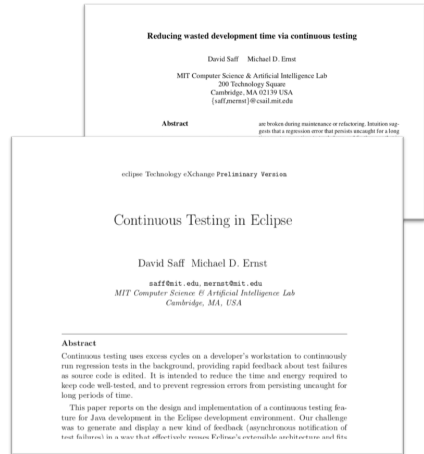 Reducing wasted development time via continuous testing
David Saff Michael D. Ernst
MIT Computer Science & Artificial Intelligence Lab
200 Technology Square
Cambridge, MA 02139 USA
{saff,mernst}@csail.mit.edu
Abstract
are broken during maintenance or refactoring. Intuition sug-
gests that a regression error that persists uncaught for a long
eclipse Technology eXchange Preliminary Version
Continuous Testing in Eclipse
David Saff Michael D. Ernst
saff@mit.edu, mernst@mit.edu
MIT Computer Science & Artificial Intelligence Lab
Cambridge, MA, USA
Abstract
Continuous testing uses excess cycles on a developer's workstation to continuously
run regression tests in the background, providing rapid feedback about test failures
as source code is edited. It is intended to reduce the time and energy required to
keep code well-tested, and to prevent regression errors from persisting uncaught for
long periods of time.
This paper reports on the design and implementation of a continuous testing fea-
ture for Java development in the Eclipse development environment. Our challenge
was to generate and display a new kind of feedback (asynchronous notification of
test failures) in a way that effectively reuses Eclipse's extensible architecture and fits